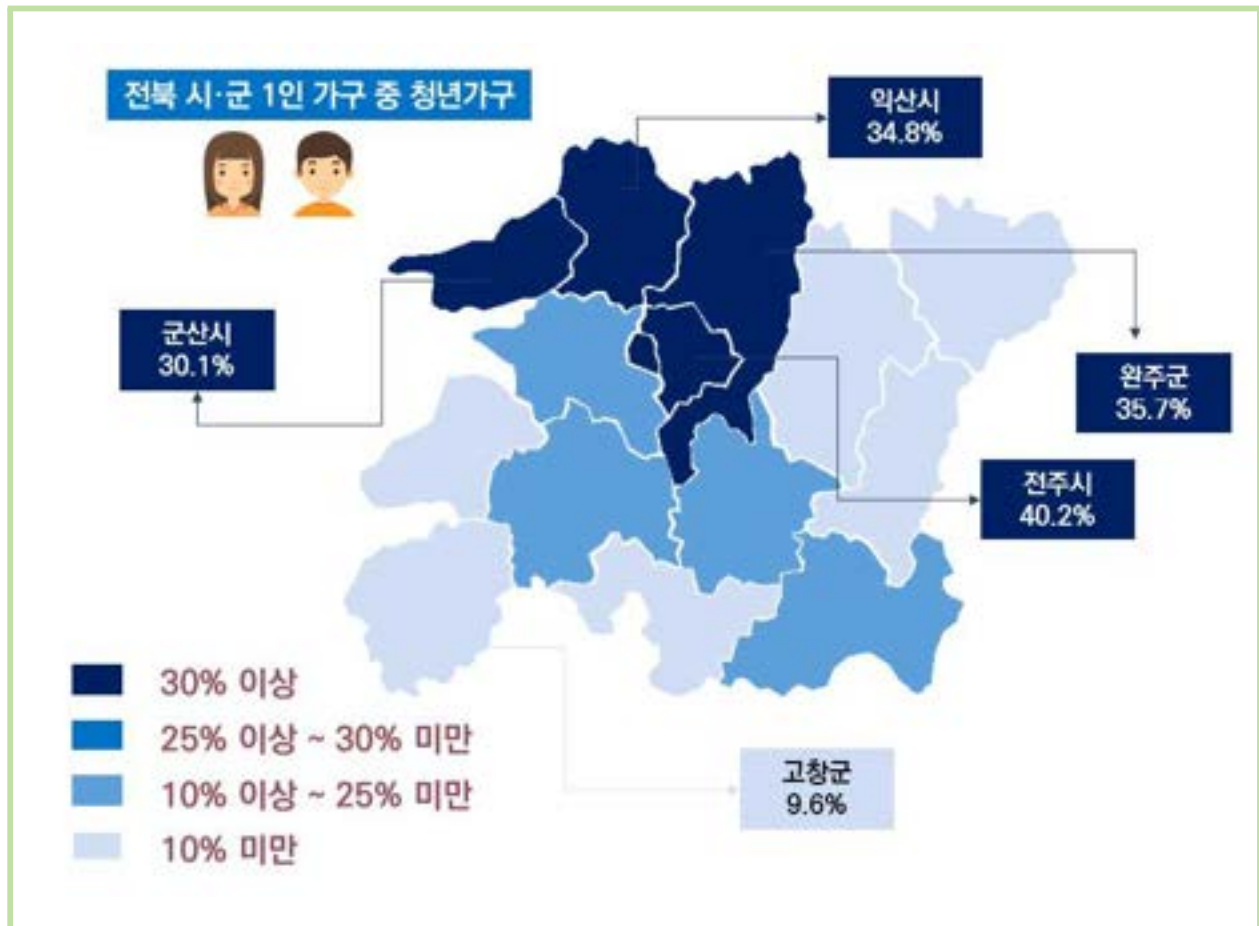 전북 시·군 1인 가구 중 청년가구
익산시
34.8%
군산시
30.1%
완주군
35.7%
전주시
40.2%
고창군
9.6%
30% 이상
25% 이상 ~ 30% 미만
10% 이상 ~ 25% 미만
10% 미만